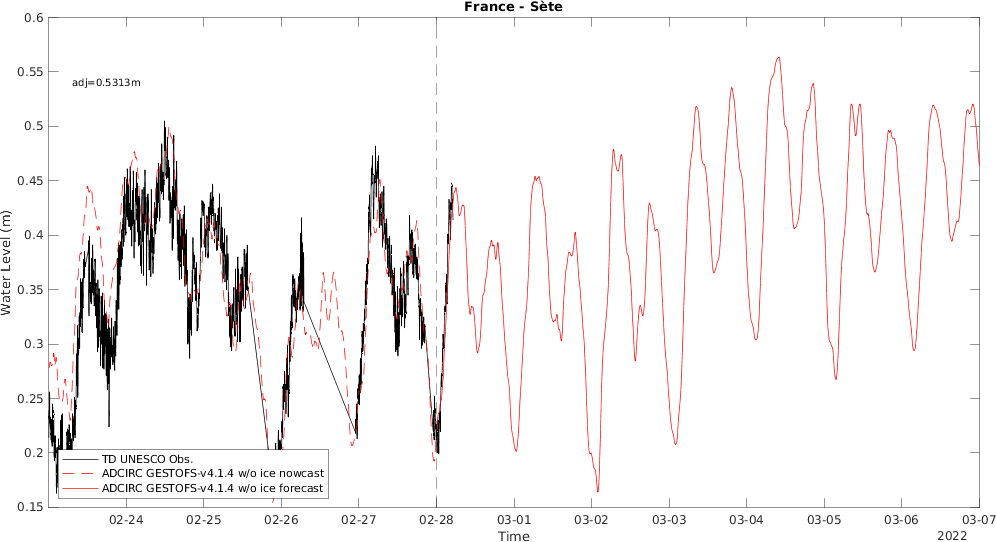 France - Sète
0.6
0.55
0.5
0.45
0.4
0.35
0.3
0.25
0.2
0.15
Water Level (m)
adj=0.5313m
TD UNESCO Obs.
ADCIRC GESTOFS-v4.1.4 w/o ice nowcast
ADCIRC GESTOFS-v4.1.4 w/o ice forecast
02-24 02-25 02-26 02-27 02-28 03-01 03-02 03-03 03-04 03-05 03-06 03-07
Time
2022